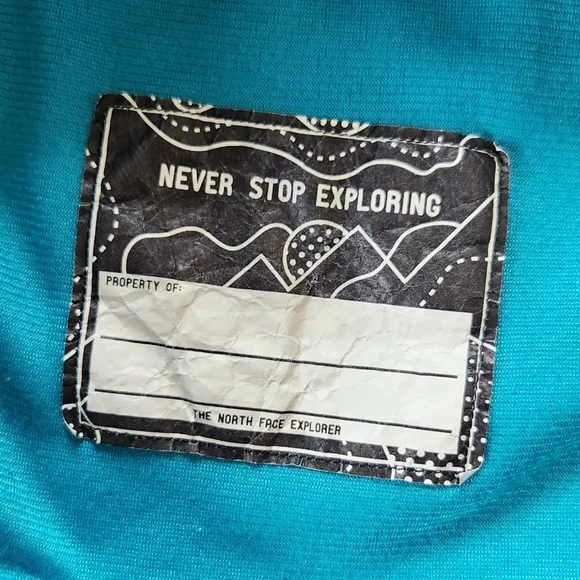 NEVER STOP EXPLORING
PROPERTY OF:
THE NORTH FACE EXPLORER